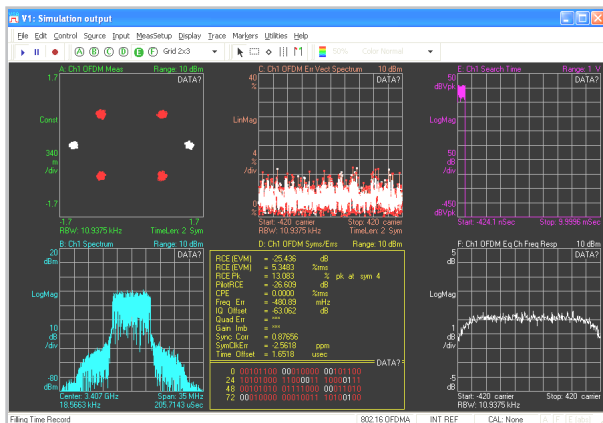 V1: Simulation output
File Edit Control Source Input MeasSetup Display Trace Markers Utilities Help
A B C D E F Grid 2x3 50% Color Normal
A: Ch1 OFDM Meas Range: 10 dBm
1.7
DATA?
Const
340
m
/div
-1.7
-1.7 1.7
RBW: 10.9375 kHz TimeLen: 2 Sym
C: Ch1 OFDM Err Vect Spectrum 10 dBm
40
%
DATA?
LinMag
4
%
/div
0
%
Start: -420 carrier Stop: 420 carrier
RBW: 10.9375 kHz TimeLen: 2 Sym
E: Ch1 Search Time Range: 1 V
50
dBVpk
DATA?
LogMag
50
dB
/div
-450
dBVpk
Start: -424.1 nSec Stop: 9.9996 mSec
B: Ch1 Spectrum Range: 10 dBm
20
dBm
DATA?
LogMag
10
dB
/div
-80
dBm
Center: 3.407 GHz Span: 35 MHz
18.5663 kHz 205.7143 uSec
D: Ch1 OFDM Syms/Errs Range: 10 dBm
RCE (EVM) = -25.436 dB
RCE (EVM) = 5.3483 %rms
RCE Pk = 13.083 % pk at sym 4
PilotRCE = -26.609 dB
CPE = 0.0000 %rms
Freq Err = -480.89 mHz
IQ Offset = -63.062 dB
Quad Err = ***
Gain Imb = ***
Sync Corr = 0.87656
SymClkErr = -2.5618 ppm
Time Offset = 1.6518 usec
DATA?
0 00101100 00010000 00101100
24 10101000 11000011 10000111
48 00101010 01111000 00011010
72 00010000 00010011 10100100
F: Ch1 OFDM Eq Ch Freq Resp 10 dBm
5
dB
DATA?
LogMag
1
dB
/div
-5
dB
Start: -420 carrier Stop: 420 carrier
RBW: 10.9375 kHz
Filling Time Record 802.16 OFDMA INT REF CAL: None